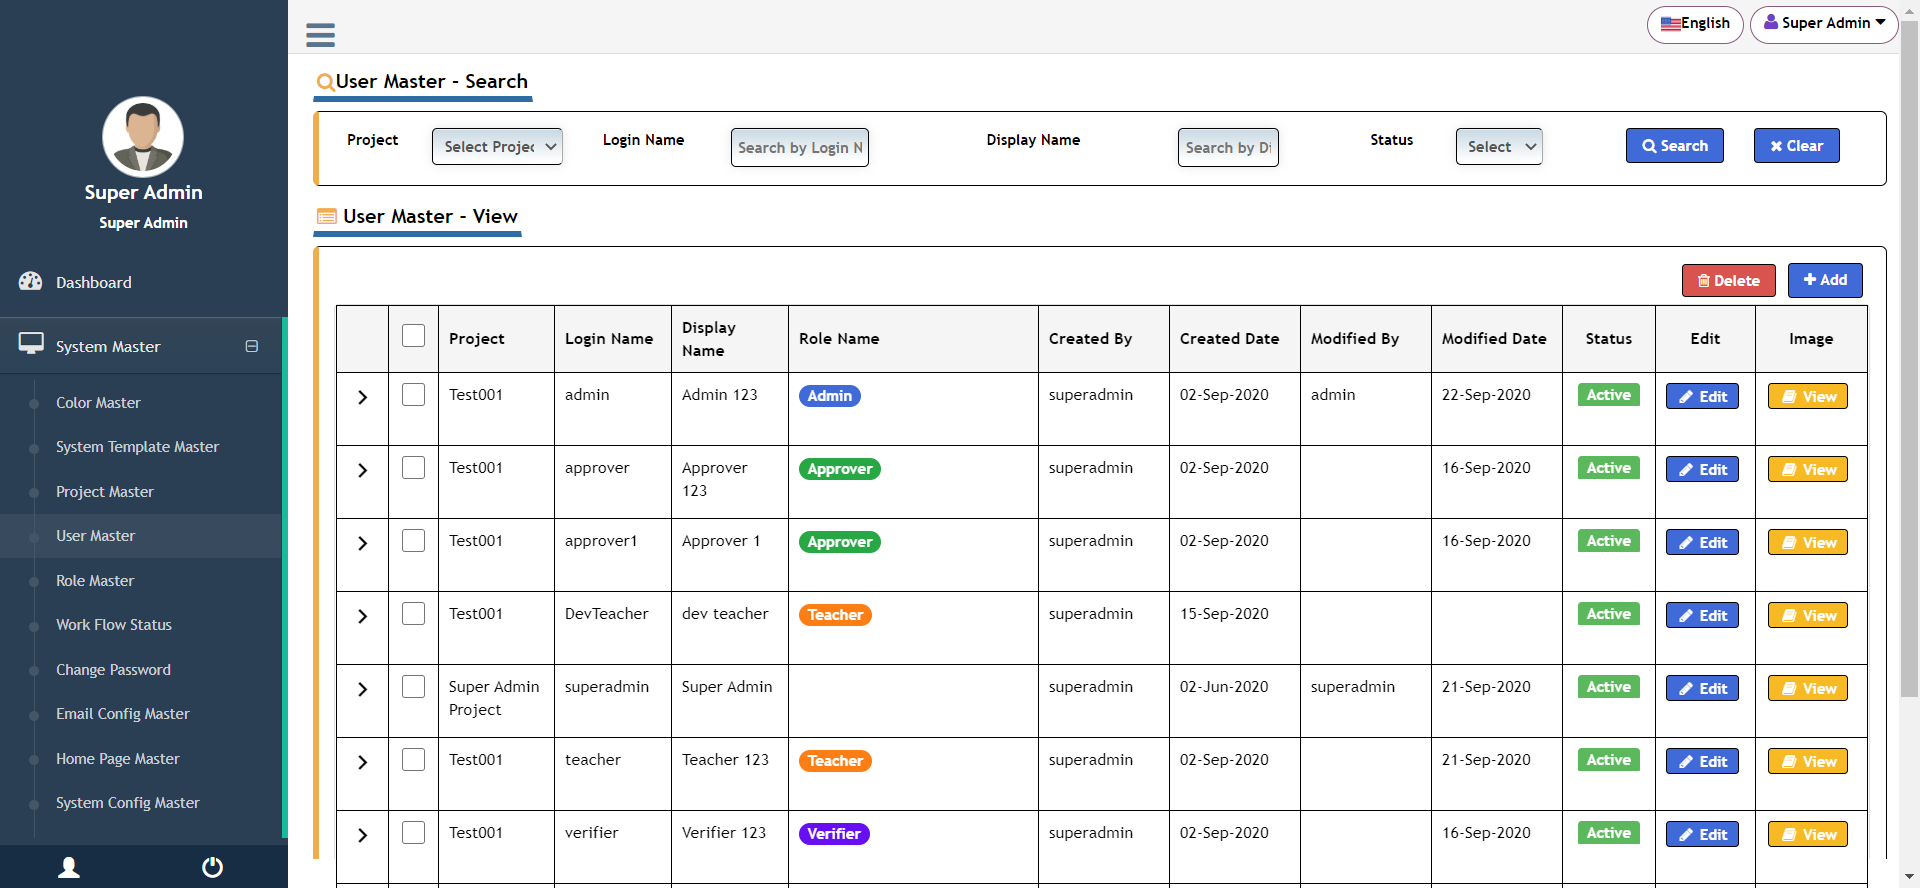 English
Super Admin
Super Admin
Super Admin
Dashboard
System Master
Color Master
System Template Master
Project Master
User Master
Role Master
Work Flow Status
Change Password
Email Config Master
Home Page Master
System Config Master
User Master - Search
Project
Select Projec
Login Name
Search by Login N
Display Name
Search by Di
Status
Select
Search
Clear
User Master - View
Delete
Add
Project Login Name Display Name Role Name Created By Created Date Modified By Modified Date Status Edit Image
Test001 admin Admin 123 Admin superadmin 02-Sep-2020 admin 22-Sep-2020 Active Edit View
Test001 approver Approver 123 Approver superadmin 02-Sep-2020 16-Sep-2020 Active Edit View
Test001 approver1 Approver 1 Approver superadmin 02-Sep-2020 16-Sep-2020 Active Edit View
Test001 DevTeacher dev teacher Teacher superadmin 15-Sep-2020 Active Edit View
Super Admin Project superadmin Super Admin superadmin 02-Jun-2020 superadmin 21-Sep-2020 Active Edit View
Test001 teacher Teacher 123 Teacher superadmin 02-Sep-2020 21-Sep-2020 Active Edit View
Test001 verifier Verifier 123 Verifier superadmin 02-Sep-2020 16-Sep-2020 Active Edit View